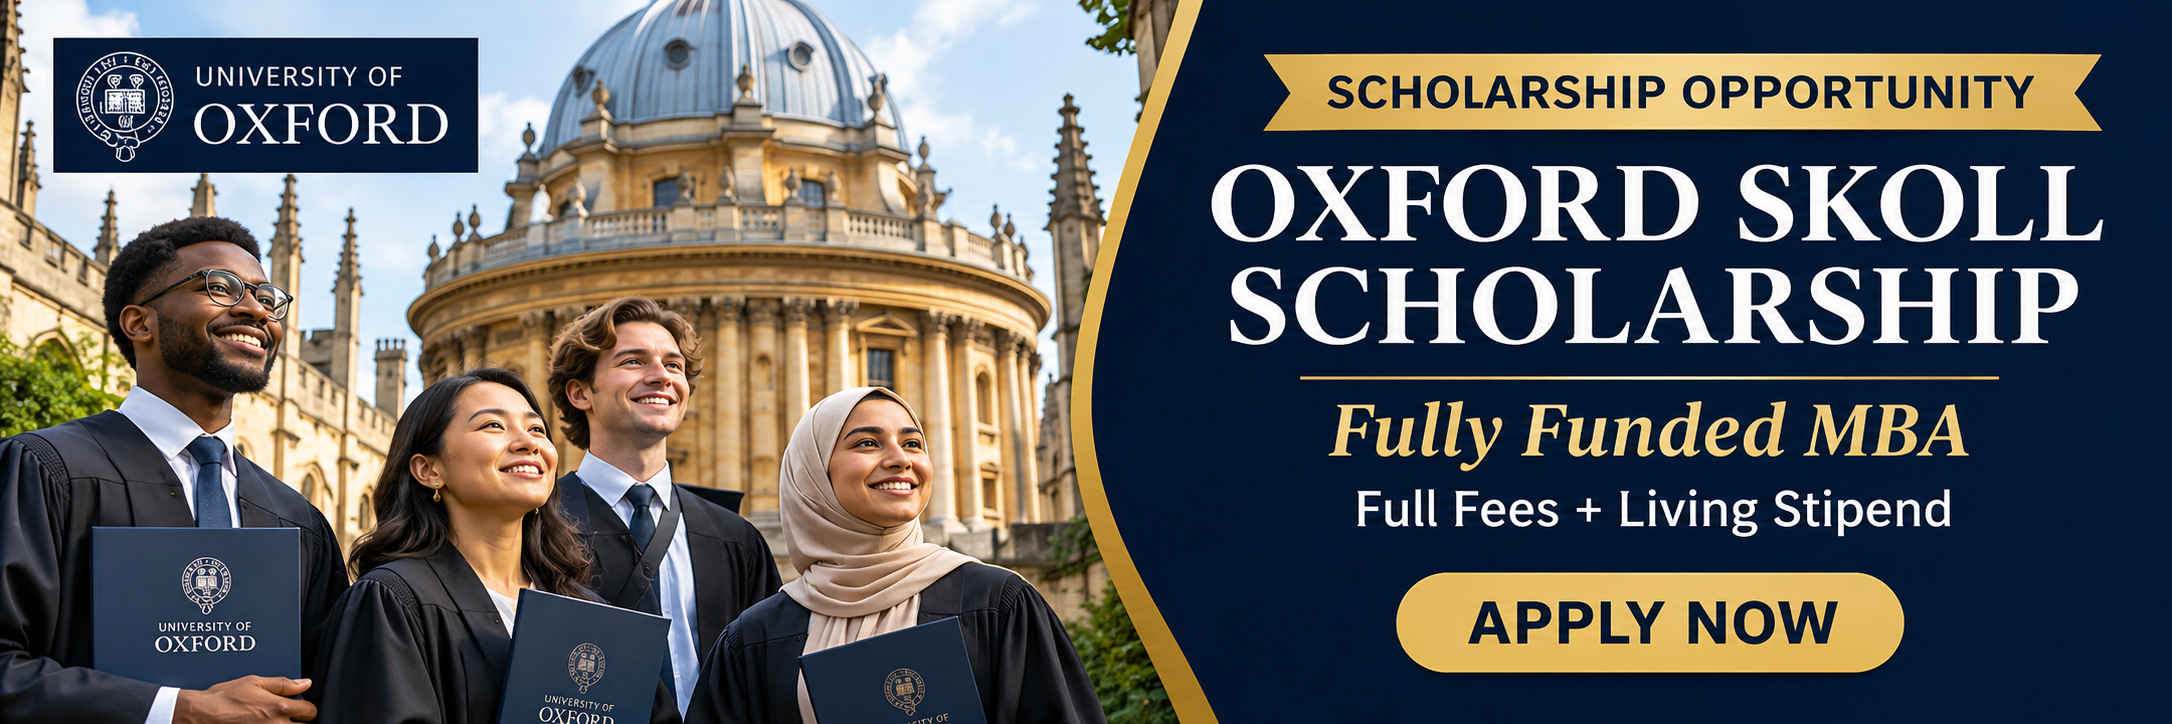 UNIVERSITY OF
OXFORD
SCHOLARSHIP OPPORTUNITY
OXFORD SKOLL
SCHOLARSHIP
Fully Funded MBA
Full Fees + Living Stipend
APPLY NOW
UNIVERSITY OF
OXFORD
UNIVERSITY OF
OXFORD